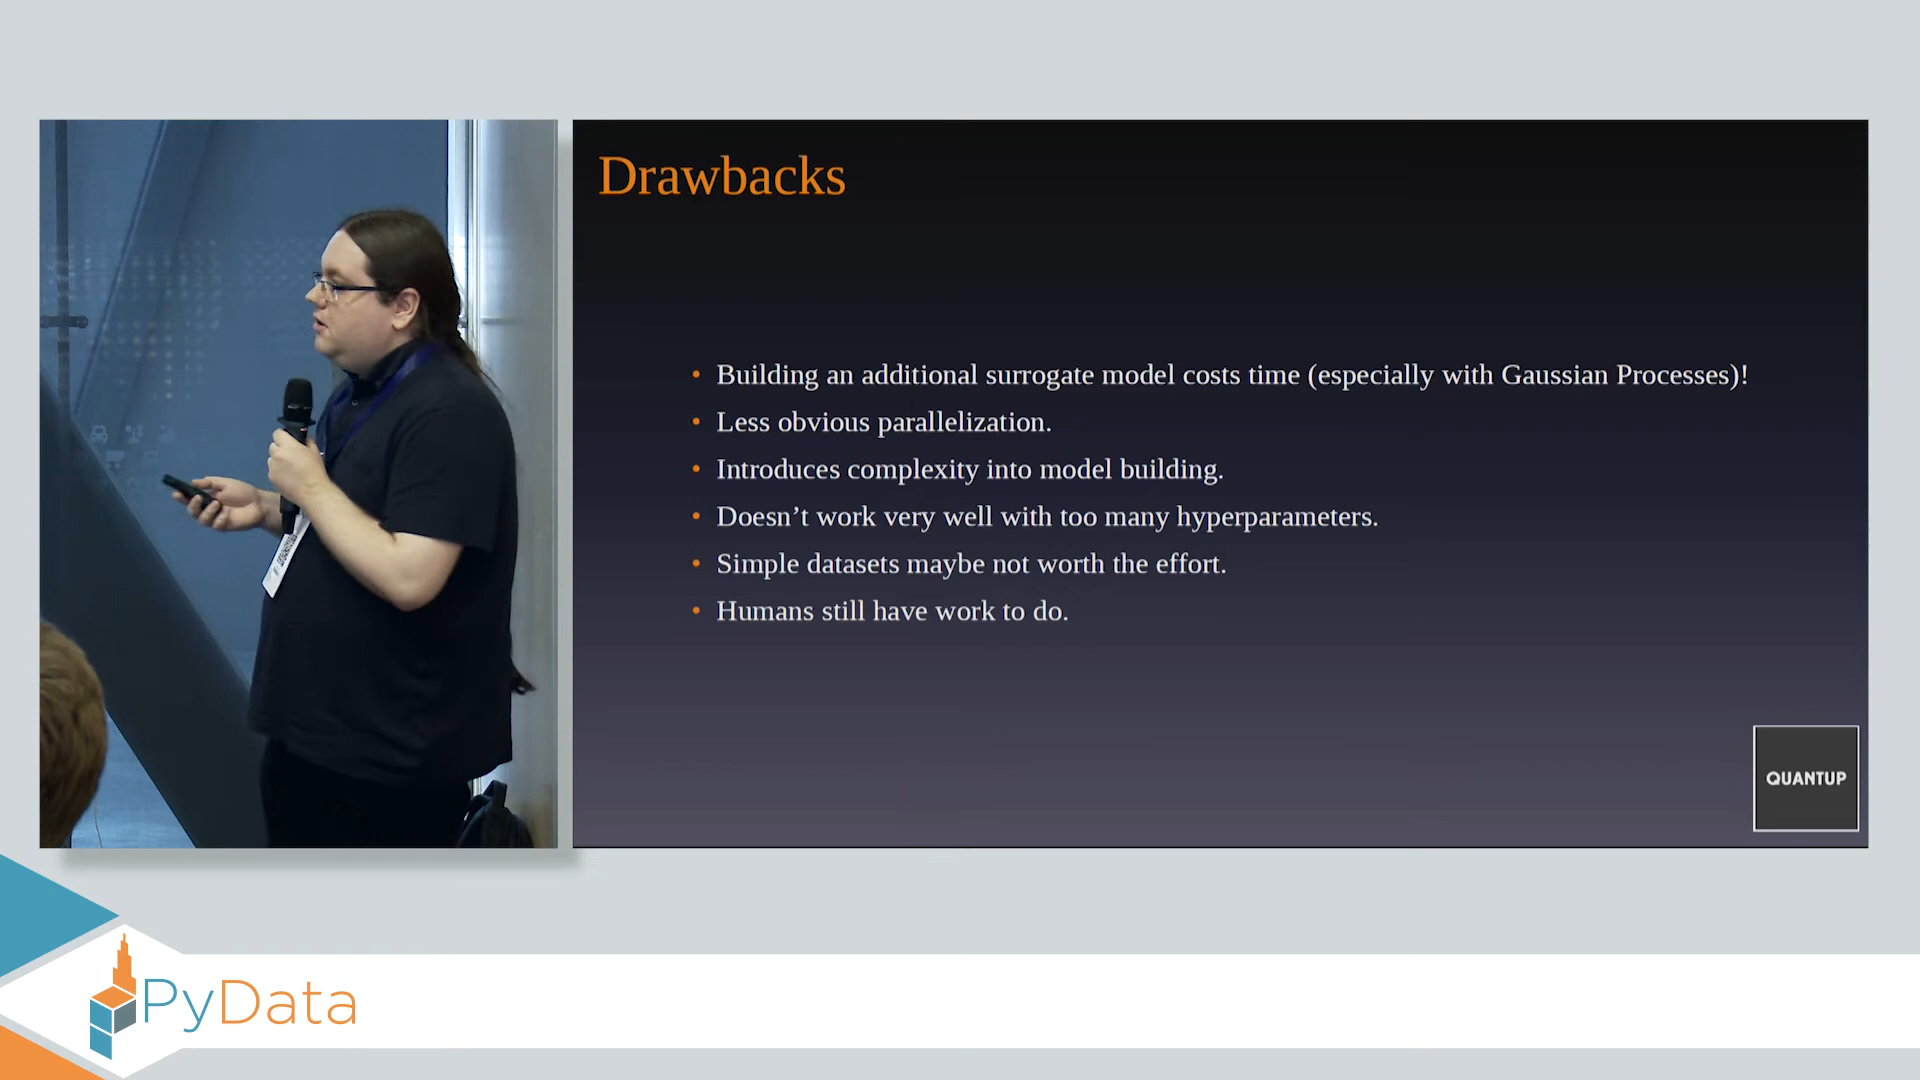 Drawbacks
• Building an additional surrogate model costs time (especially with Gaussian Processes)!
• Less obvious parallelization.
• Introduces complexity into model building.
• Doesn’t work very well with too many hyperparameters.
• Simple datasets maybe not worth the effort.
• Humans still have work to do.
QUANTUP
PyData